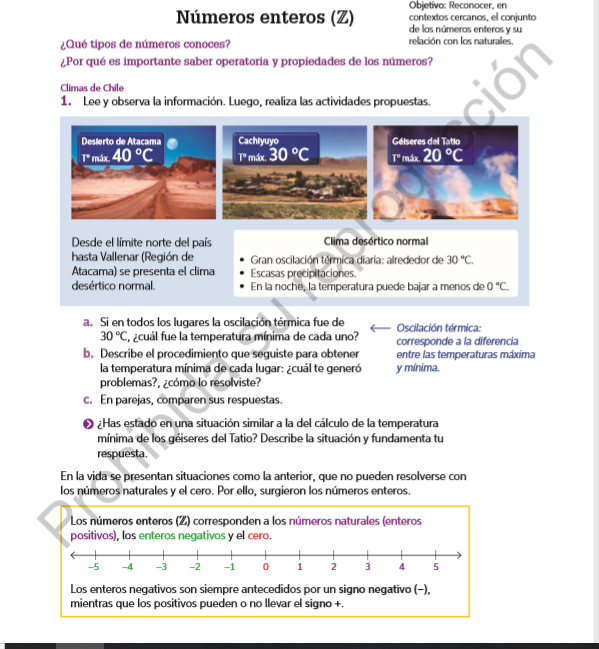 Objetivo: Reconocer, en
contextos cercanos, el conjunto
de los números enteros y su
relación con los naturales.
Números enteros (ℤ)
¿Qué tipos de números conoces?
¿Por qué es importante saber operatoria y propiedades de los números?
Climas de Chile
1. Lee y observa la información. Luego, realiza las actividades propuestas.
Desierto de Atacama
Tº máx. 40 ºC
Cachiyuyo
Tº máx. 30 ºC
Géiseres del Tatio
Tº máx. 20 ºC
Desde el límite norte del país
hasta Vallenar (Región de
Atacama) se presenta el clima
desértico normal.
Clima desértico normal
• Gran oscilación térmica diaria: alrededor de 30 ºC.
• Escasas precipitaciones.
• En la noche, la temperatura puede bajar a menos de 0 ºC.
a. Si en todos los lugares la oscilación térmica fue de
30 ºC, ¿cuál fue la temperatura mínima de cada uno?
b. Describe el procedimiento que seguiste para obtener
la temperatura mínima de cada lugar: ¿cuál te generó
problemas?, ¿cómo lo resolviste?
c. En parejas, comparen sus respuestas.
Oscilación térmica:
corresponde a la diferencia
entre las temperaturas máxima
y mínima.
¿Has estado en una situación similar a la del cálculo de la temperatura
mínima de los géiseres del Tatio? Describe la situación y fundamenta tu
respuesta.
En la vida se presentan situaciones como la anterior, que no pueden resolverse con
los números naturales y el cero. Por ello, surgieron los números enteros.
Los números enteros (ℤ) corresponden a los números naturales (enteros
positivos), los enteros negativos y el cero.
−5 −4 −3 −2 −1 0 1 2 3 4 5
Los enteros negativos son siempre antecedidos por un signo negativo (−),
mientras que los positivos pueden o no llevar el signo +.
Prohibida su reproducción